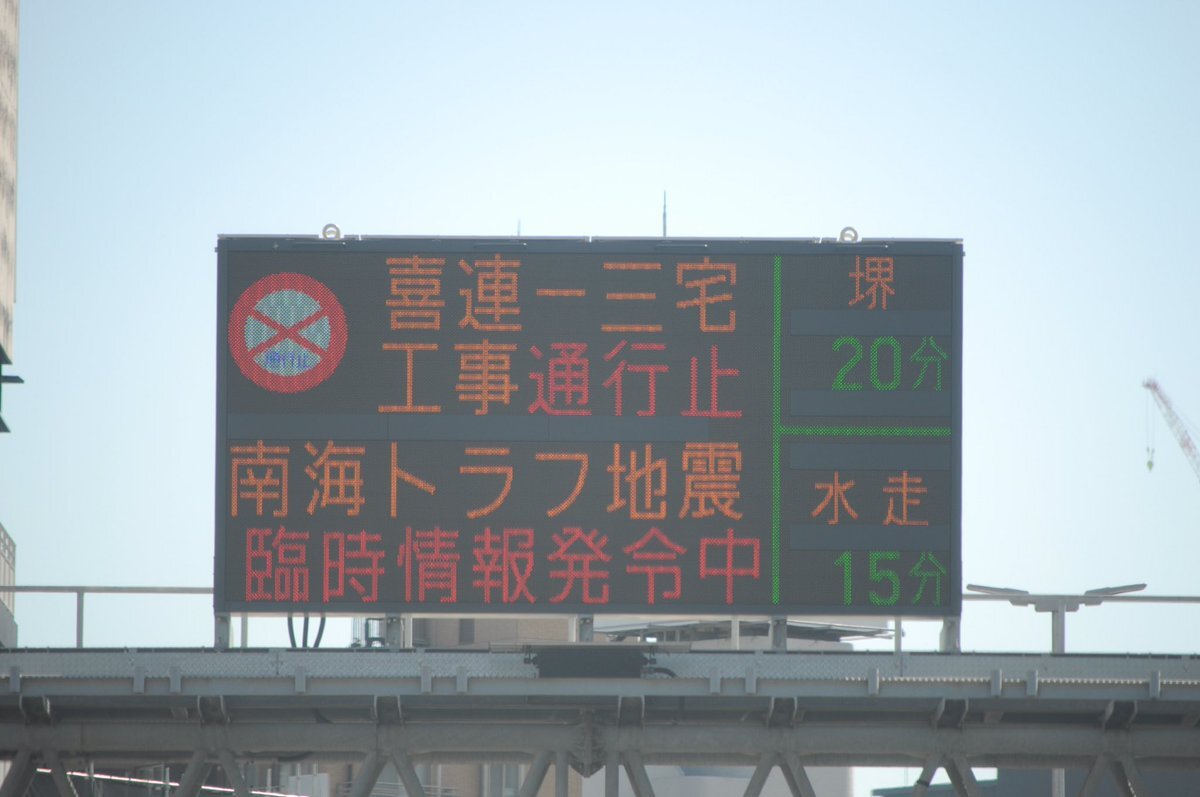 喜連ー三宅
工事通行止
南海トラフ地震
臨時情報発令中
堺
20分
水走
15分